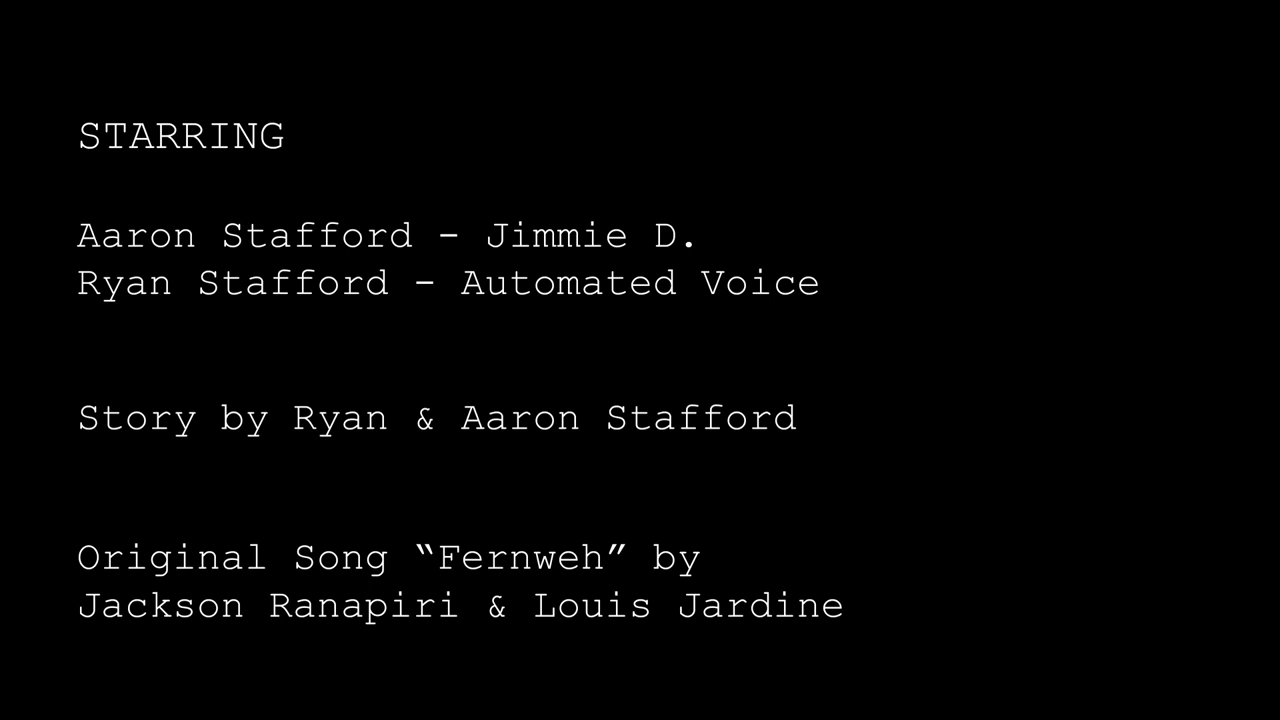 STARRING
Aaron Stafford - Jimmie D.
Ryan Stafford - Automated Voice
Story by Ryan & Aaron Stafford
Original Song “Fernweh” by
Jackson Ranapiri & Louis Jardine